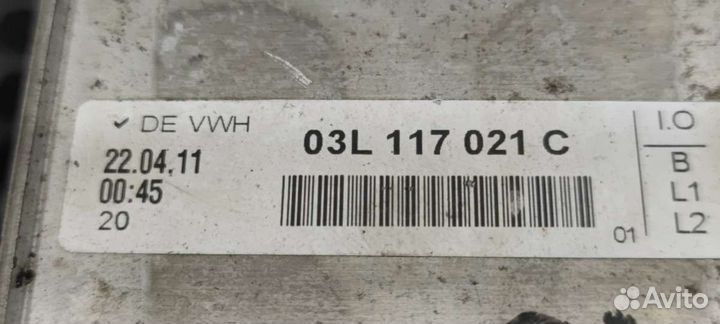 ✓ DE VWH
22.04.11
00:45
20
03L 117 021 C
01
I.O
B
L1
L2
Avito